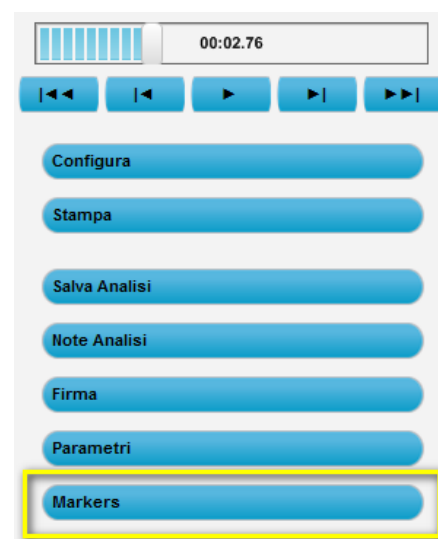 00:02.76
Configura
Stampa
Salva Analisi
Note Analisi
Firma
Parametri
Markers